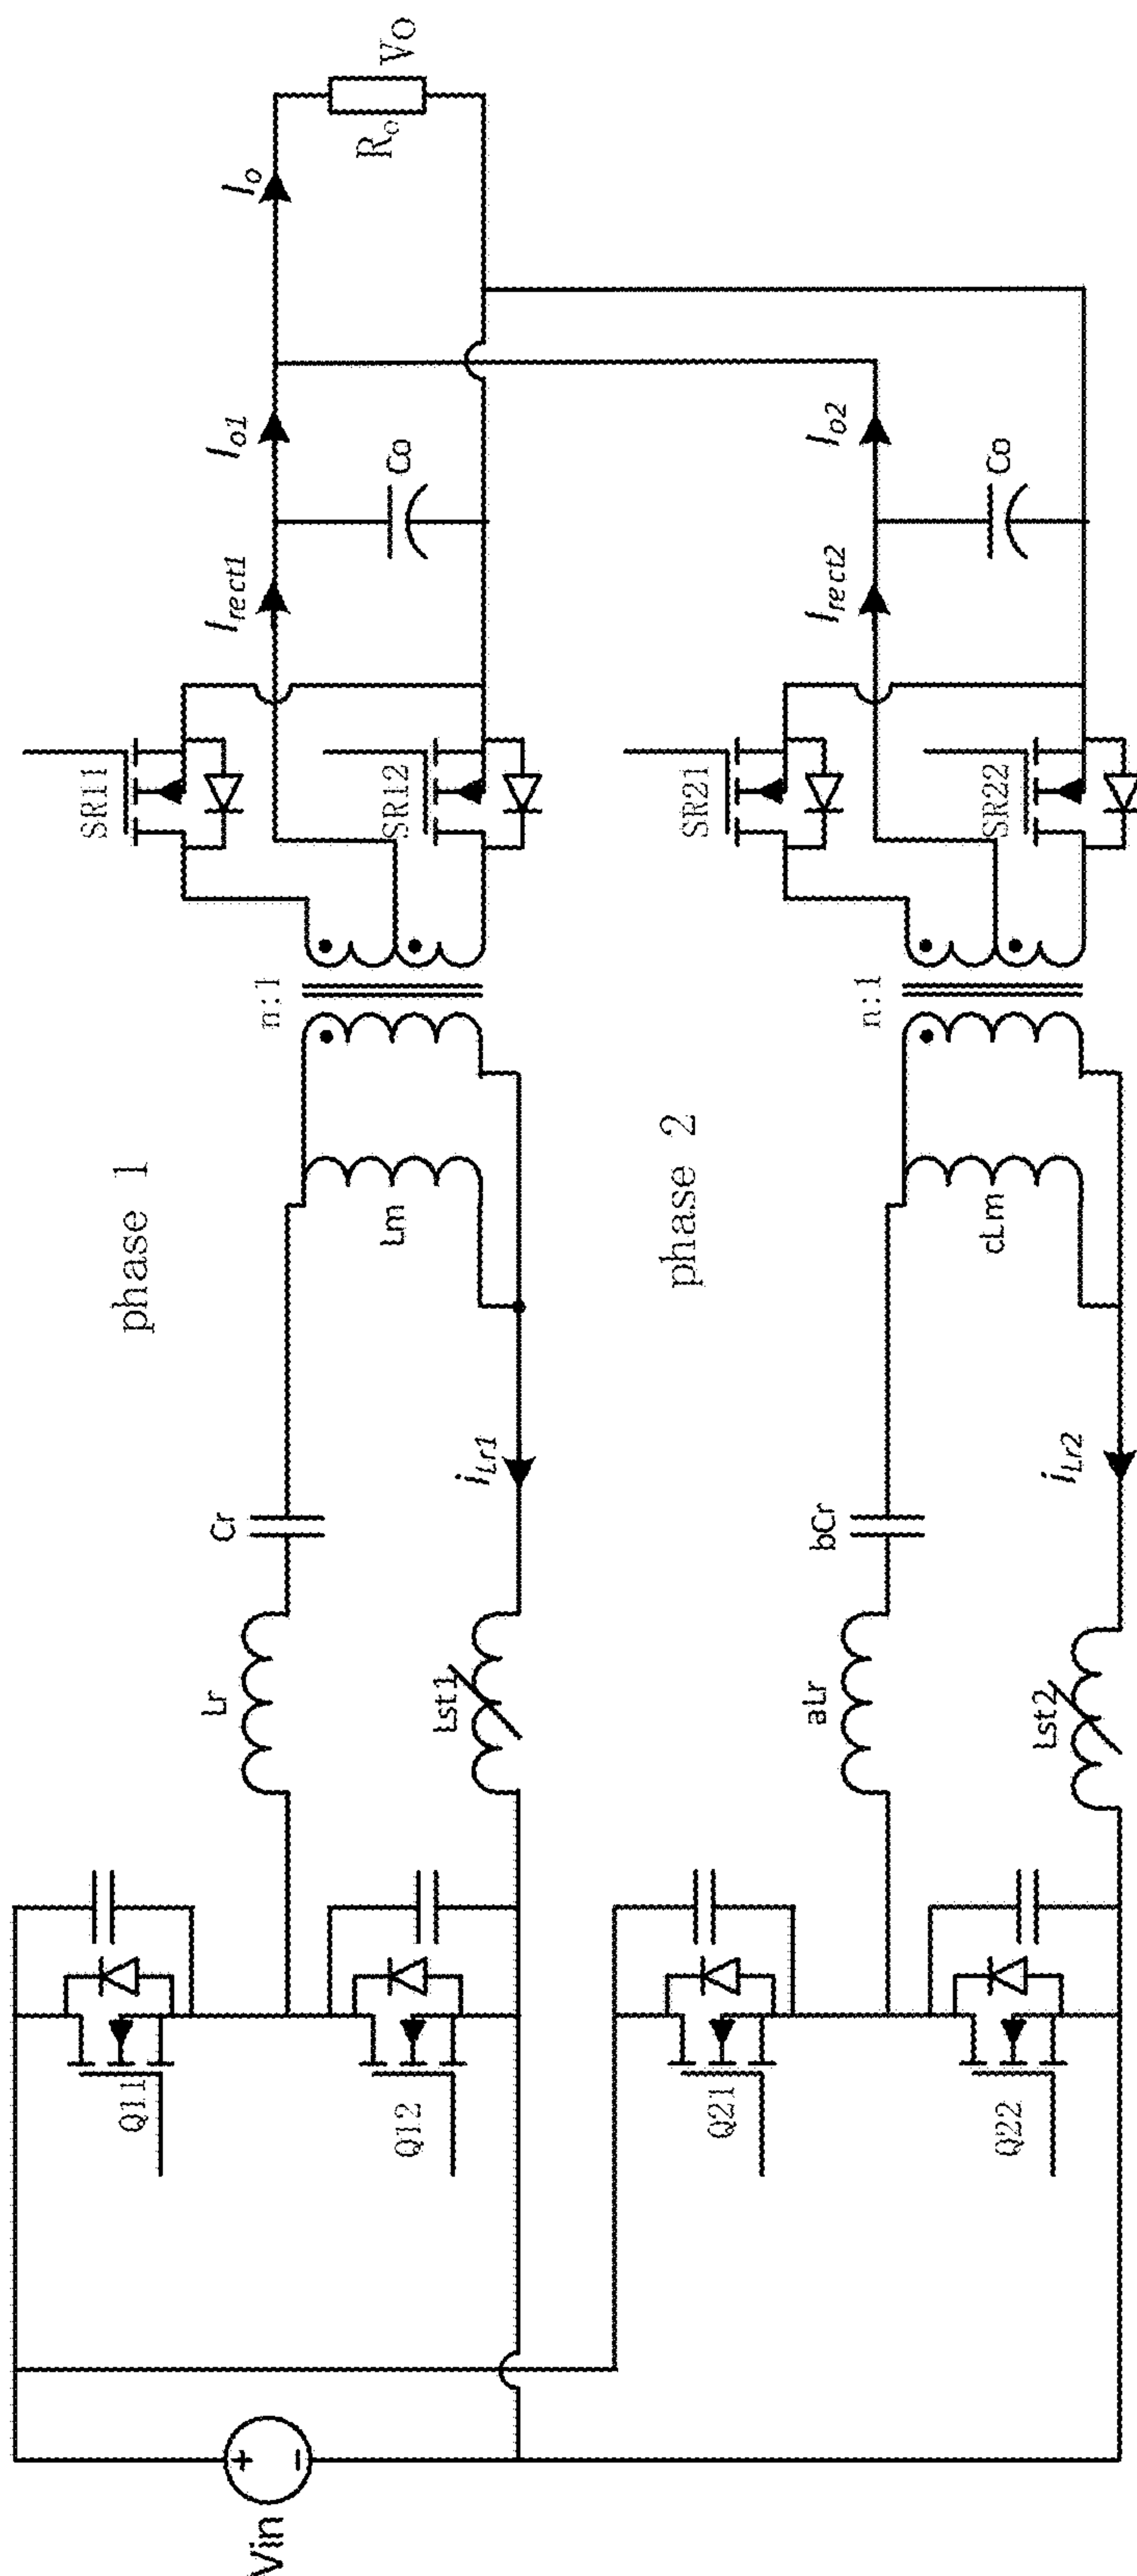 Vin
+
−
Q11
Q12
Lr
Cr
Lst1
iLr1
Lm
phase 1
n:1
SR11
SR12
Irect1
Io1
Co
Io
Ro
Vo
Q21
Q22
aLr
bCr
Lst2
iLr2
cLm
phase 2
n:1
SR21
SR22
Irect2
Io2
Co